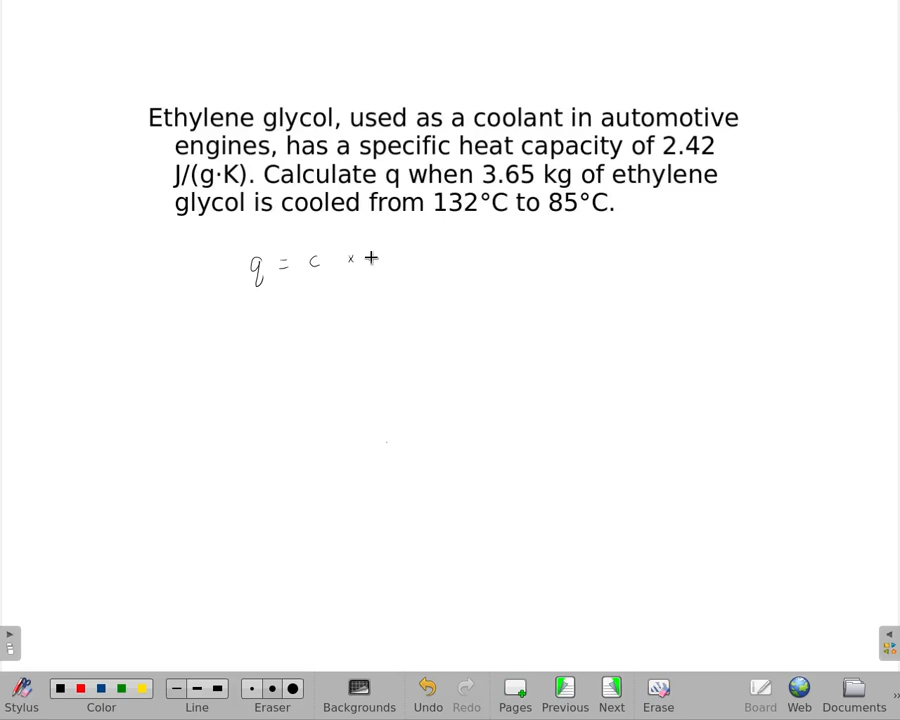 Ethylene glycol, used as a coolant in automotive
engines, has a specific heat capacity of 2.42
J/(g·K). Calculate q when 3.65 kg of ethylene
glycol is cooled from 132°C to 85°C.
q = c ×
Stylus
Color
Line
Eraser
Backgrounds
Undo
Redo
Pages
Previous
Next
Erase
Board
Web
Documents